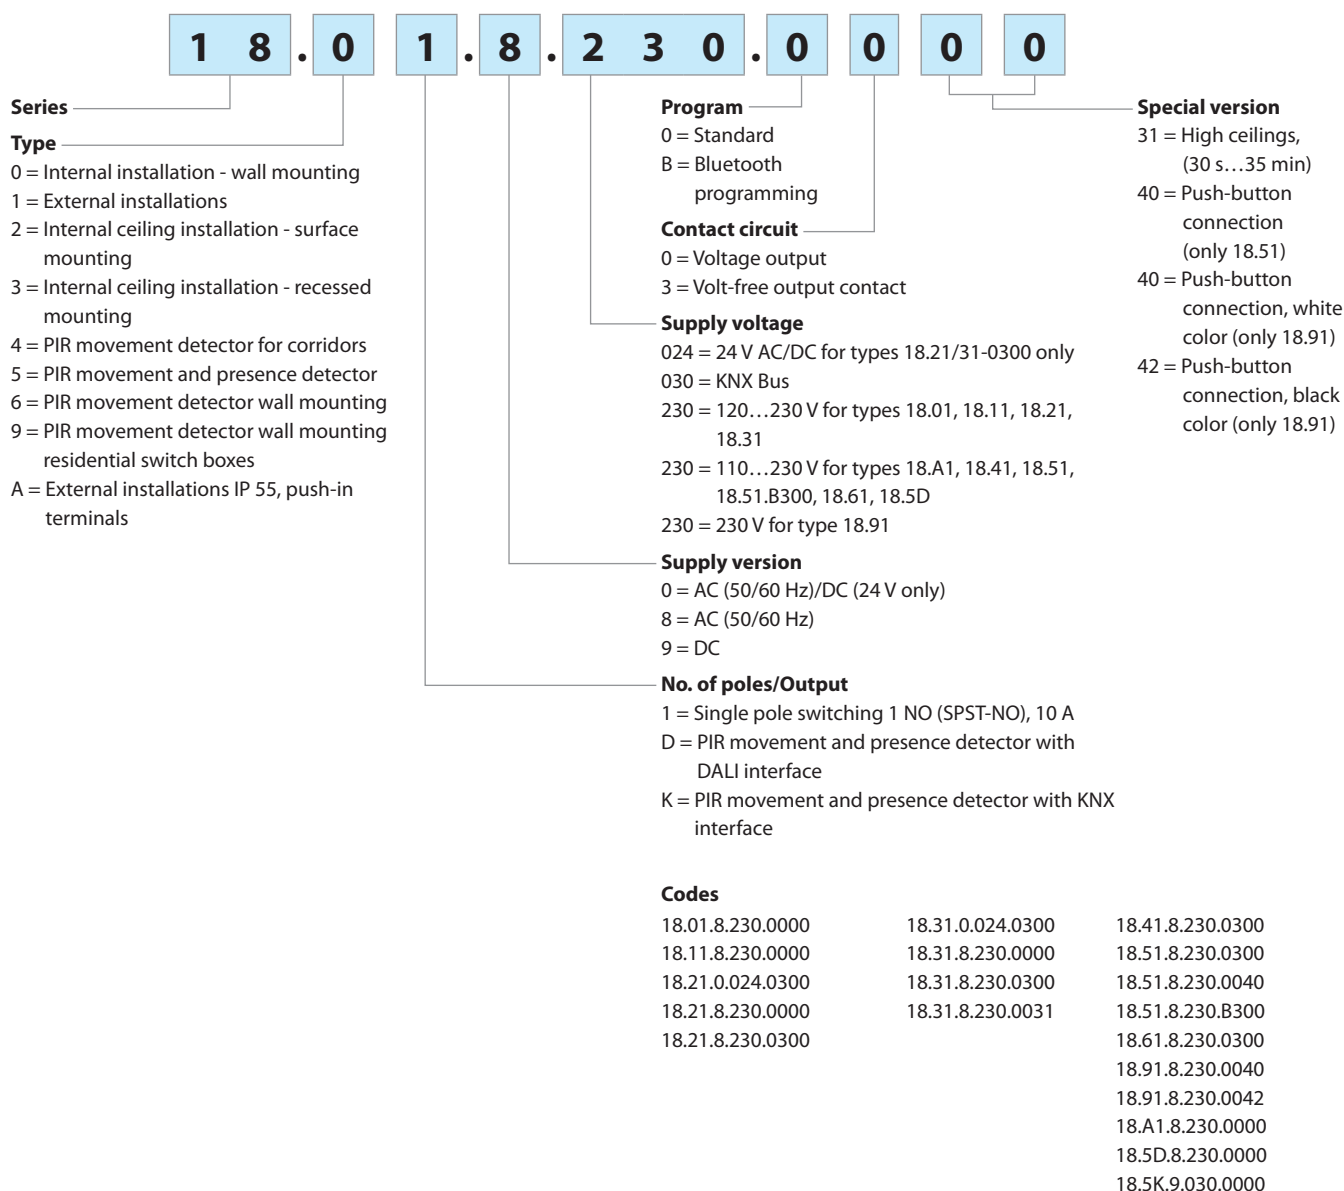 1 8 . 0 1 . 8 . 2 3 0 . 0 0 0 0
Series
Type
0 = Internal installation - wall mounting
1 = External installations
2 = Internal ceiling installation - surface
mounting
3 = Internal ceiling installation - recessed
mounting
4 = PIR movement detector for corridors
5 = PIR movement and presence detector
6 = PIR movement detector wall mounting
9 = PIR movement detector wall mounting
residential switch boxes
A = External installations IP 55, push-in
terminals
Program
0 = Standard
B = Bluetooth
programming
Contact circuit
0 = Voltage output
3 = Volt-free output contact
Supply voltage
024 = 24 V AC/DC for types 18.21/31-0300 only
030 = KNX Bus
230 = 120…230 V for types 18.01, 18.11, 18.21,
18.31
230 = 110…230 V for types 18.A1, 18.41, 18.51,
18.51.B300, 18.61, 18.5D
230 = 230 V for type 18.91
Supply version
0 = AC (50/60 Hz)/DC (24 V only)
8 = AC (50/60 Hz)
9 = DC
No. of poles/Output
1 = Single pole switching 1 NO (SPST-NO), 10 A
D = PIR movement and presence detector with
DALI interface
K = PIR movement and presence detector with KNX
interface
Special version
31 = High ceilings,
(30 s…35 min)
40 = Push-button
connection
(only 18.51)
40 = Push-button
connection, white
color (only 18.91)
42 = Push-button
connection, black
color (only 18.91)
Codes
18.01.8.230.0000
18.11.8.230.0000
18.21.0.024.0300
18.21.8.230.0000
18.21.8.230.0300
18.31.0.024.0300
18.31.8.230.0000
18.31.8.230.0300
18.31.8.230.0031
18.41.8.230.0300
18.51.8.230.0300
18.51.8.230.0040
18.51.8.230.B300
18.61.8.230.0300
18.91.8.230.0040
18.91.8.230.0042
18.A1.8.230.0000
18.5D.8.230.0000
18.5K.9.030.0000